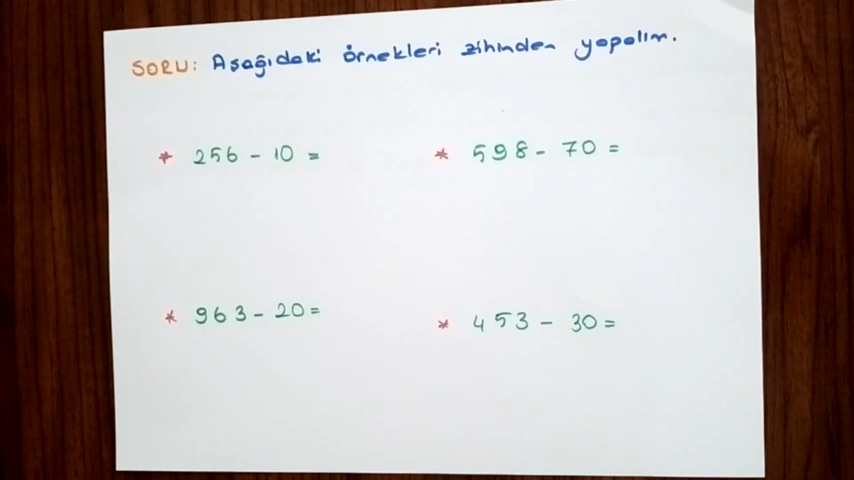 SORU: Aşağıdaki örnekleri zihinden yapalım.
* 256 - 10 =
* 598 - 70 =
* 963 - 20 =
* 453 - 30 =